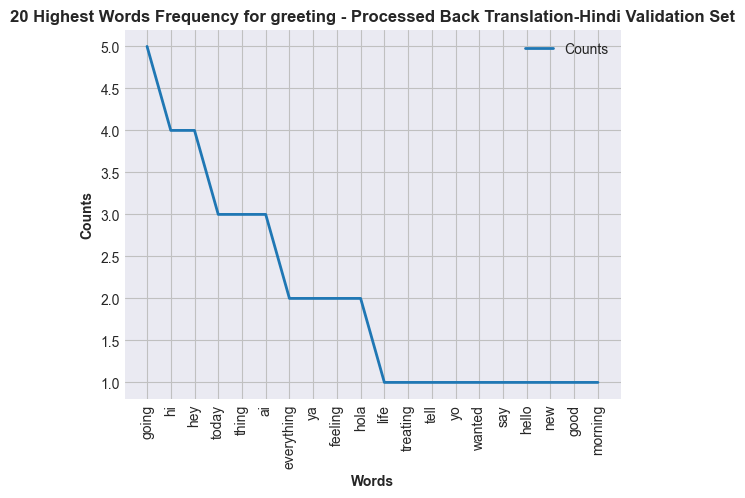 20 Highest Words Frequency for greeting - Processed Back Translation-Hindi Validation Set
Counts
5.0
4.5
4.0
3.5
3.0
2.5
2.0
1.5
1.0
Counts
going
hi
hey
today
thing
ai
everything
ya
feeling
hola
life
treating
tell
yo
wanted
say
hello
new
good
morning
Words